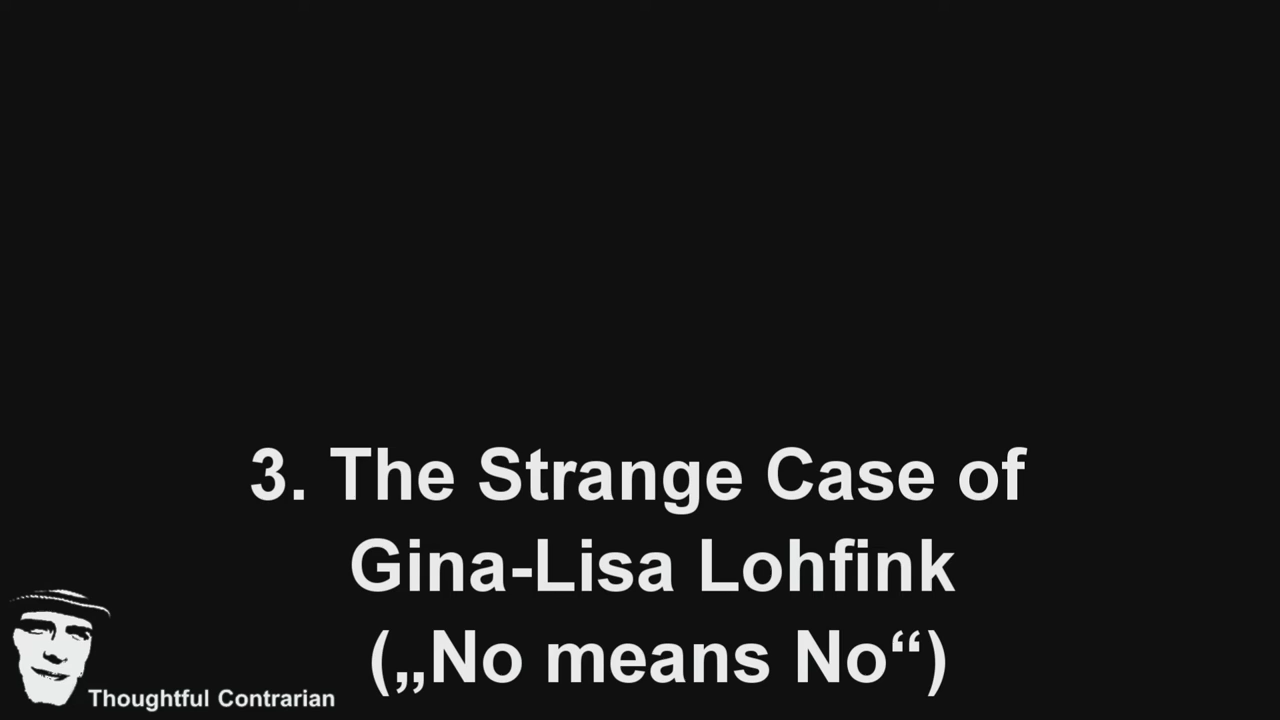 3. The Strange Case of
Gina-Lisa Lohfink
(„No means No“)
Thoughtful Contrarian